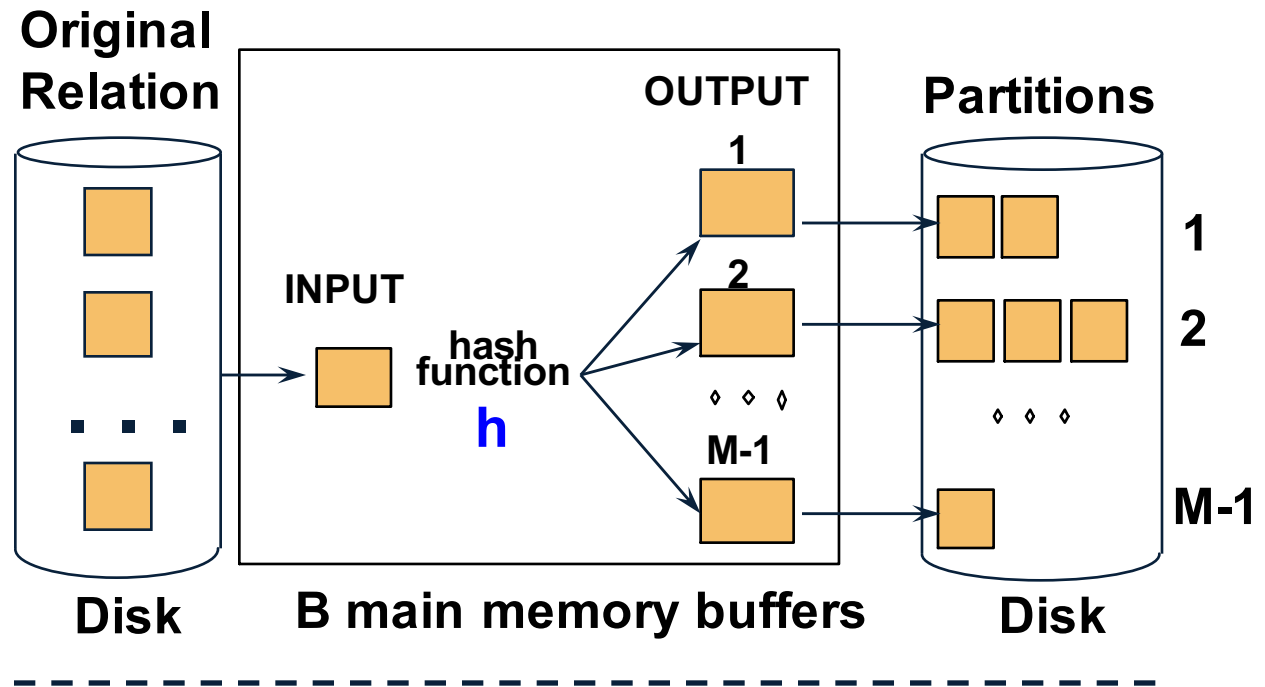 Original
Relation
OUTPUT
Partitions
1
1
INPUT
2
2
hash
function
h
M-1
M-1
Disk
B main memory buffers
Disk